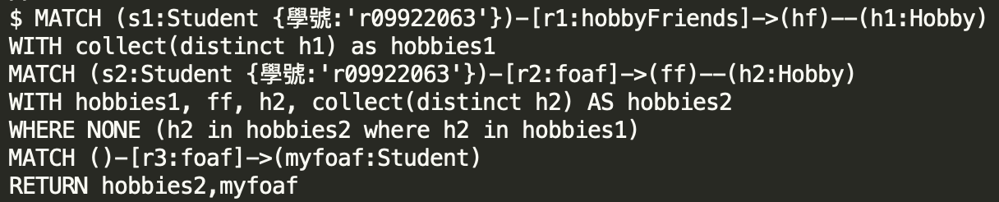 $ MATCH (s1:Student {學號:'r09922063'})-[r1:hobbyFriends]->(hf)--(h1:Hobby)
WITH collect(distinct h1) as hobbies1
MATCH (s2:Student {學號:'r09922063'})-[r2:foaf]->(ff)--(h2:Hobby)
WITH hobbies1, ff, h2, collect(distinct h2) AS hobbies2
WHERE NONE (h2 in hobbies2 where h2 in hobbies1)
MATCH ()-[r3:foaf]->(myfoaf:Student)
RETURN hobbies2,myfoaf